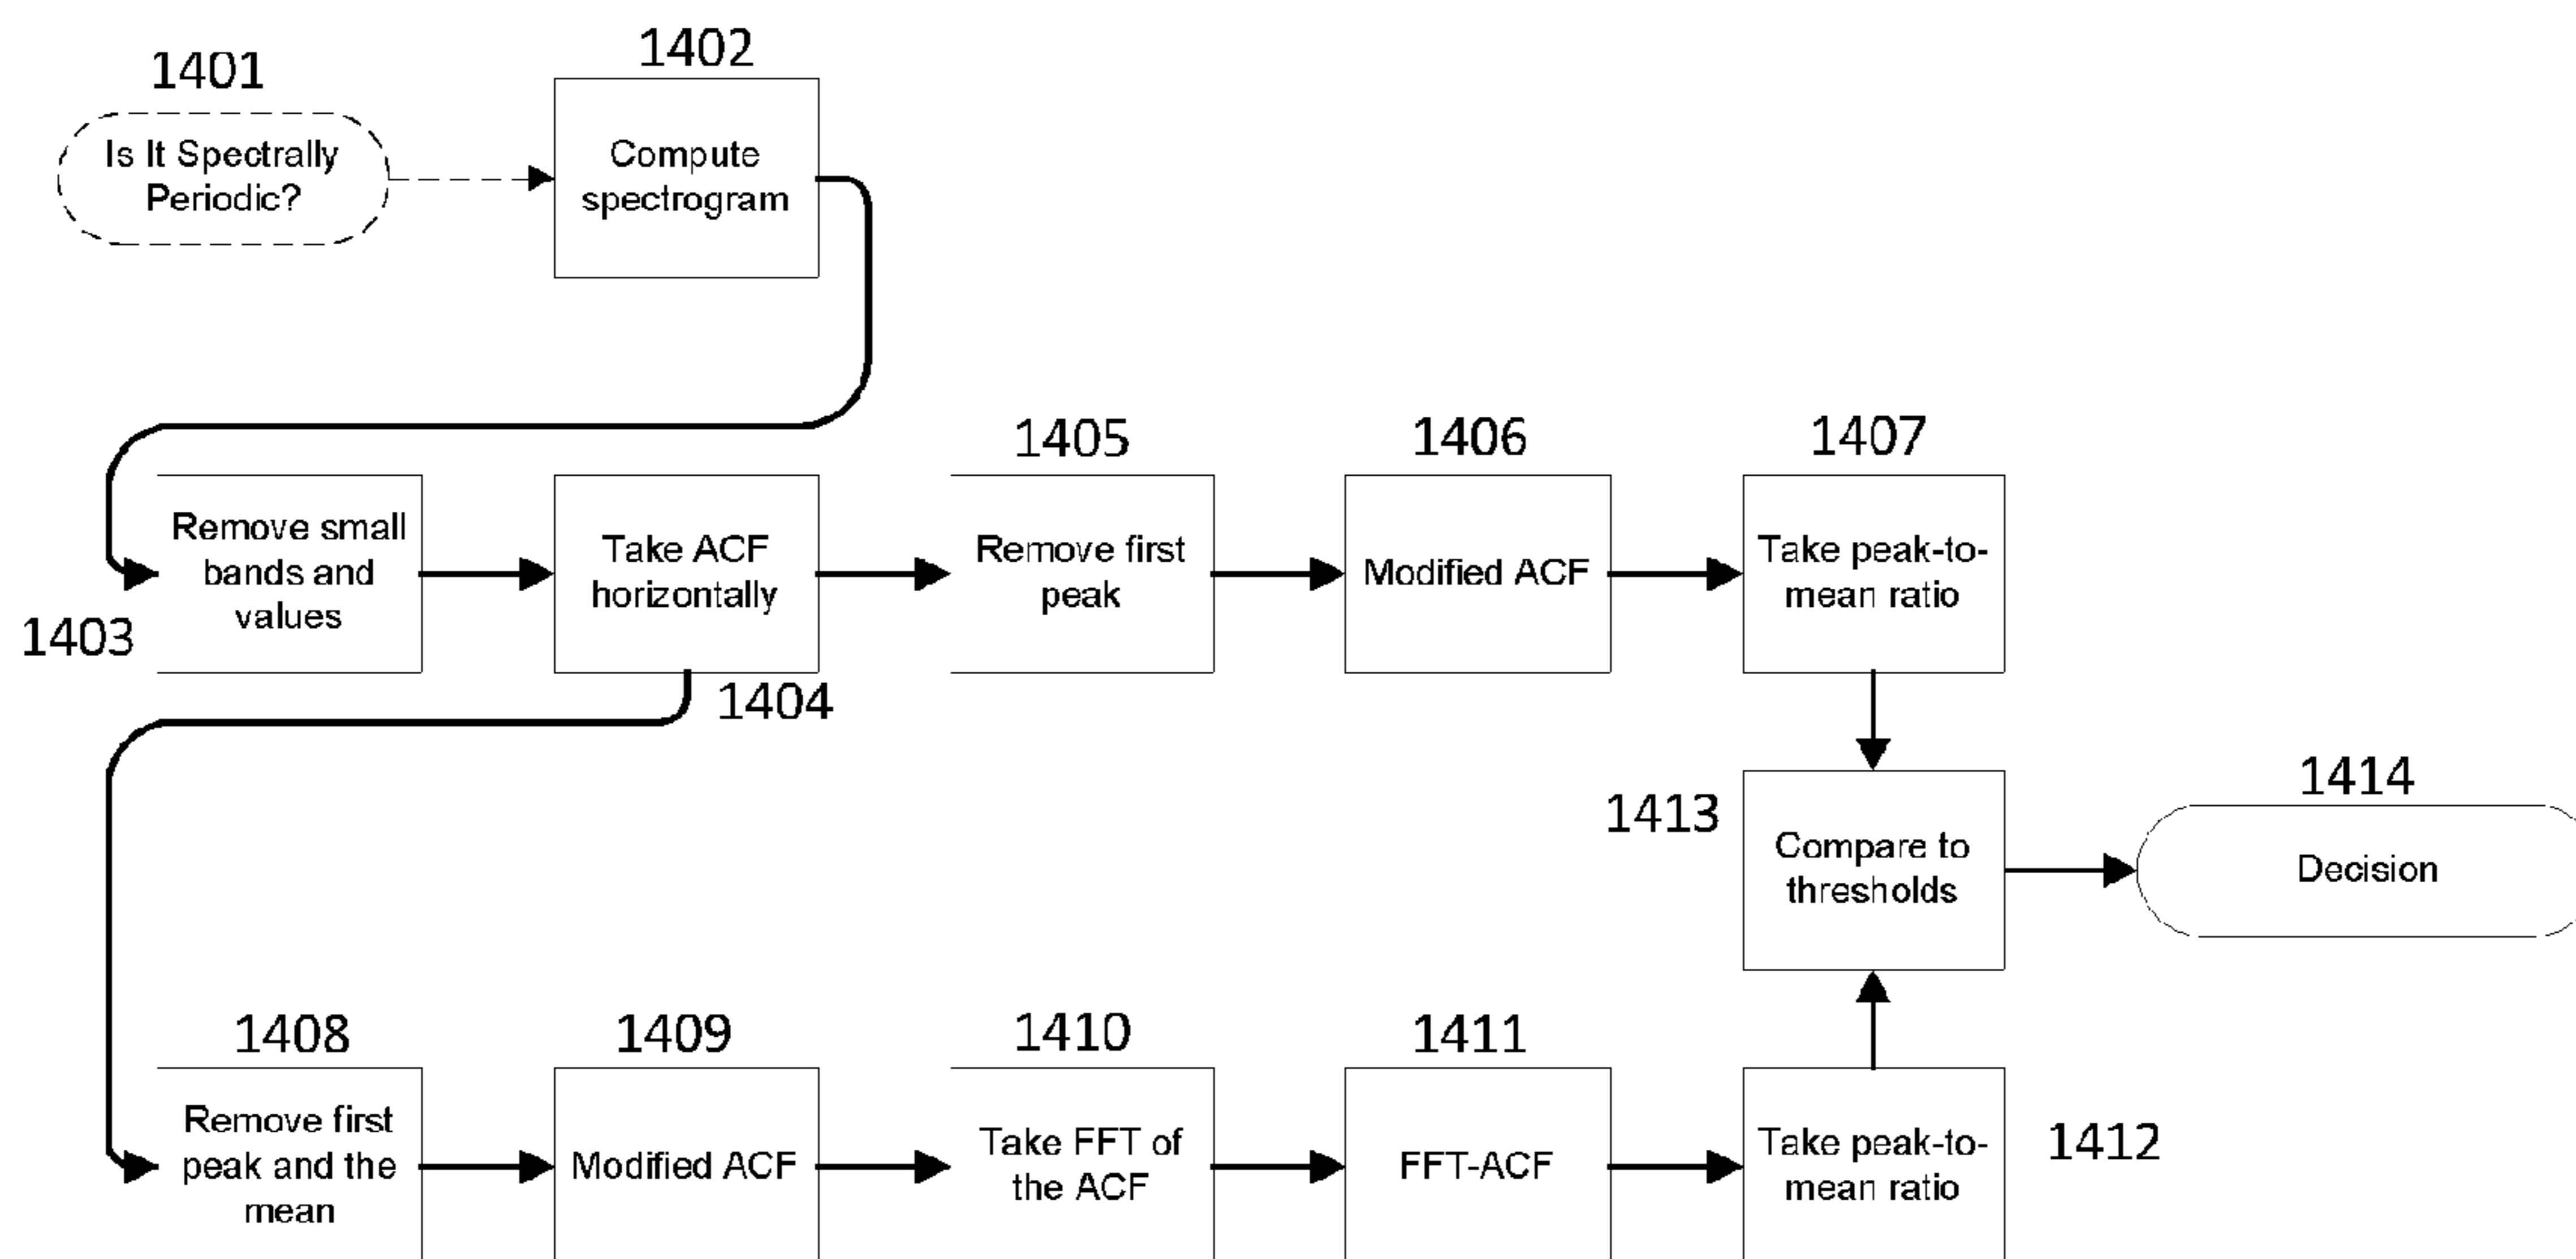 1401
Is It Spectrally
Periodic?
1402
Compute
spectrogram
1403
Remove small
bands and
values
Take ACF
horizontally
1404
1405
Remove first
peak
1406
Modified ACF
1407
Take peak-to-
mean ratio
1413
Compare to
thresholds
1414
Decision
1408
Remove first
peak and the
mean
1409
Modified ACF
1410
Take FFT of
the ACF
1411
FFT-ACF
Take peak-to-
mean ratio
1412